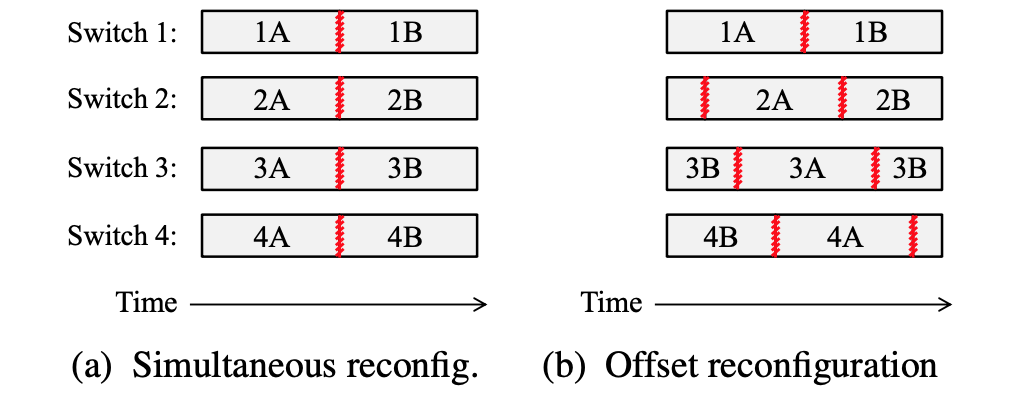 Switch 1: 1A 1B 1A 1B
Switch 2: 2A 2B 2A 2B
Switch 3: 3A 3B 3B 3A 3B
Switch 4: 4A 4B 4B 4A
Time Time
(a) Simultaneous reconfig. (b) Offset reconfiguration